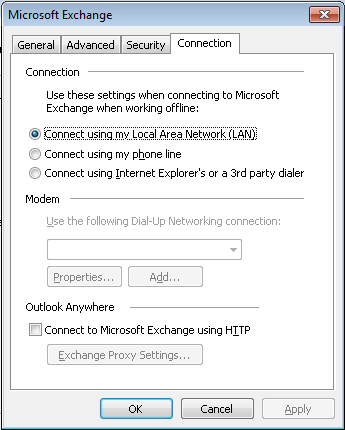 Microsoft Exchange
General Advanced Security Connection
Connection
Use these settings when connecting to Microsoft
Exchange when working offline:
Connect using my Local Area Network (LAN)
Connect using my phone line
Connect using Internet Explorer's or a 3rd party dialer
Modem
Use the following Dial-Up Networking connection:
Properties... Add...
Outlook Anywhere
Connect to Microsoft Exchange using HTTP
Exchange Proxy Settings...
OK Cancel Apply